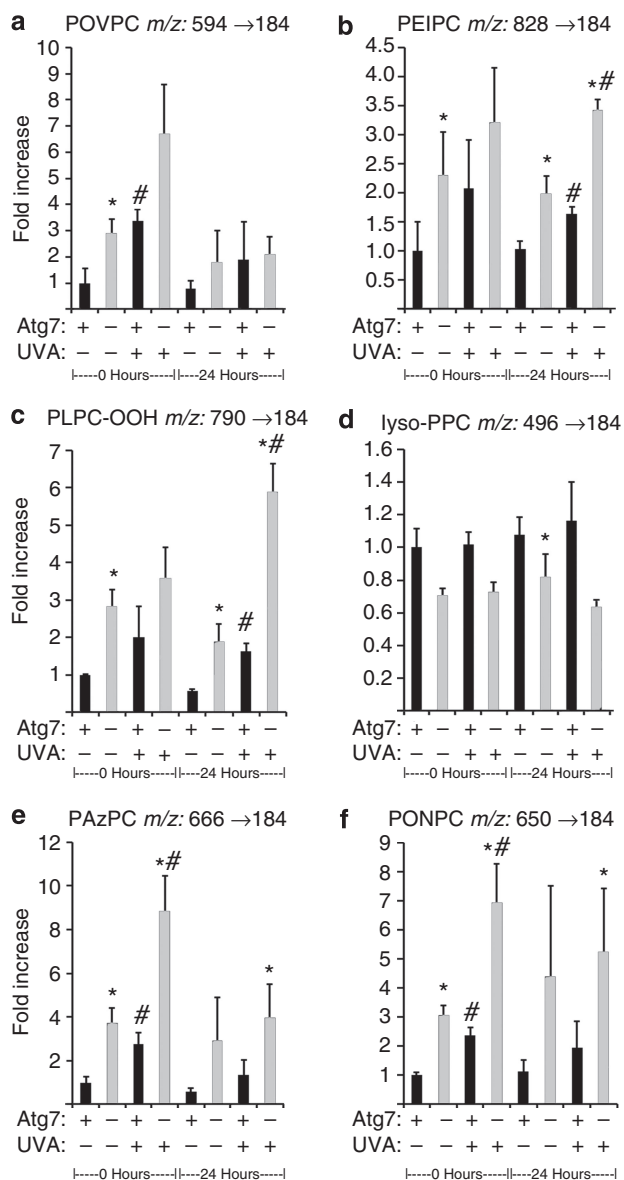 a POVPC m/z: 594 →184
10
9
8
7
6
5
4
3
2
1
Fold increase
* #
Atg7: + − + − + − + −
UVA: − − + + − − + +
I-----0 Hours-----II-----24 Hours-----I
b PEIPC m/z: 828 →184
4.5
4.0
3.5
3.0
2.5
2.0
1.5
1.0
0.5
* * # *#
+ − + − + − + −
− − + + − − + +
I-----0 Hours-----II-----24 Hours-----I
c PLPC-OOH m/z: 790 →184
7
6
5
4
3
2
1
Fold increase
* * # *#
Atg7: + − + − + − + −
UVA: − − + + − − + +
I-----0 Hours-----II-----24 Hours-----I
d lyso-PPC m/z: 496 →184
1.6
1.4
1.2
1.0
0.8
0.6
0.4
0.2
*
+ − + − + − + −
− − + + − − + +
I-----0 Hours-----II-----24 Hours-----I
e PAzPC m/z: 666 →184
12
10
8
6
4
2
Fold increase
* # *# *
Atg7: + − + − + − + −
UVA: − − + + − − + +
I-----0 Hours-----II-----24 Hours-----I
f PONPC m/z: 650 →184
9
8
7
6
5
4
3
2
1
* # *# *
+ − + − + − + −
− − + + − − + +
I-----0 Hours-----II-----24 Hours-----I